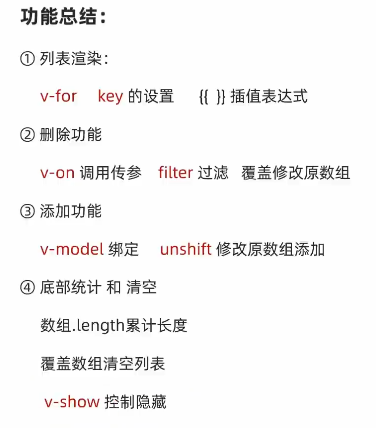 功能总结：
① 列表渲染：
v-for key 的设置 {{ }} 插值表达式
② 删除功能
v-on 调用传参 filter 过滤 覆盖修改原数组
③ 添加功能
v-model 绑定 unshift 修改原数组添加
④ 底部统计 和 清空
数组.length累计长度
覆盖数组清空列表
v-show 控制隐藏